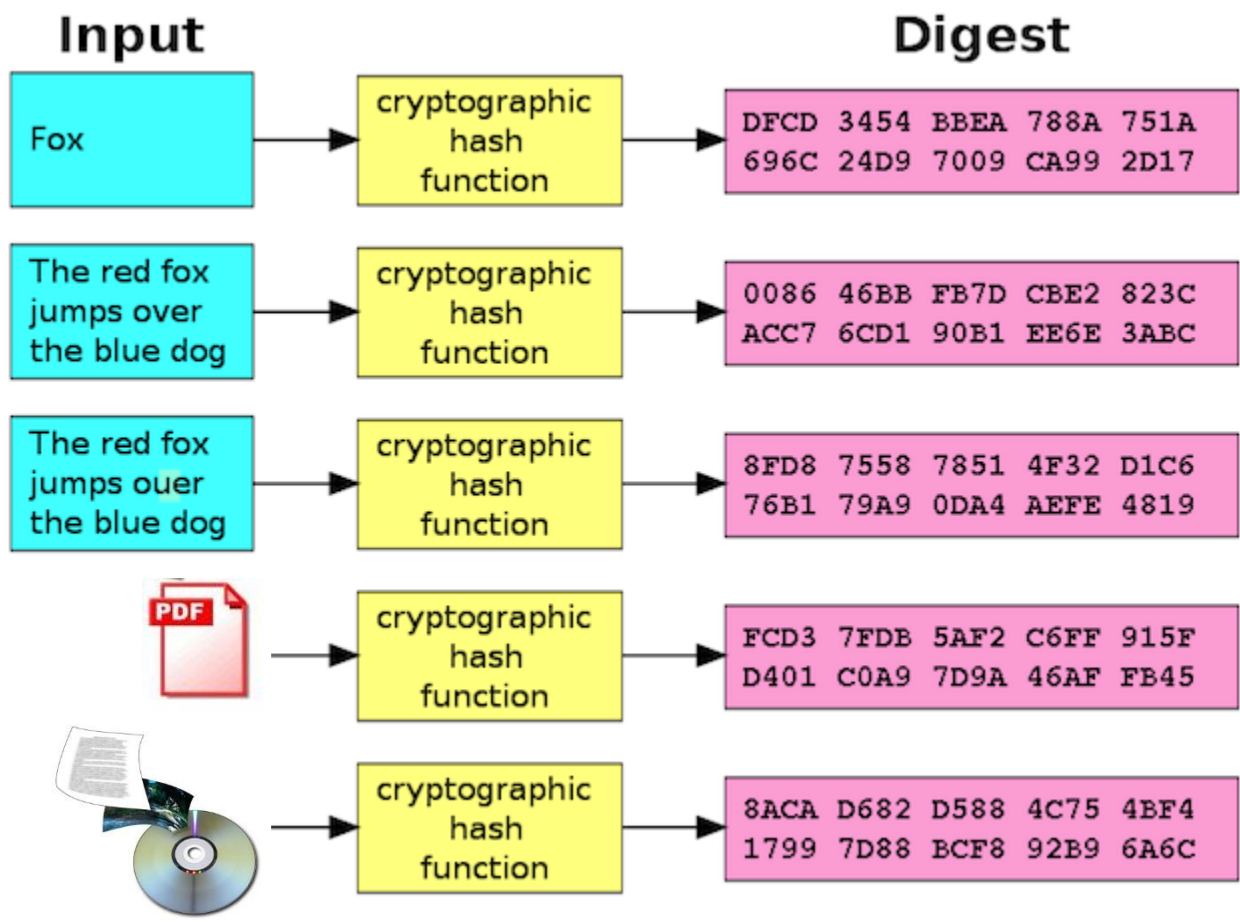 Input
Digest
Fox
cryptographic
hash
function
DFCD 3454 BBEA 788A 751A
696C 24D9 7009 CA99 2D17
The red fox
jumps over
the blue dog
cryptographic
hash
function
0086 46BB FB7D CBE2 823C
ACC7 6CD1 90B1 EE6E 3ABC
The red fox
jumps ouer
the blue dog
cryptographic
hash
function
8FD8 7558 7851 4F32 D1C6
76B1 79A9 0DA4 AEFE 4819
PDF
cryptographic
hash
function
FCD3 7FDB 5AF2 C6FF 915F
D401 C0A9 7D9A 46AF FB45
cryptographic
hash
function
8ACA D682 D588 4C75 4BF4
1799 7D88 BCF8 92B9 6A6C